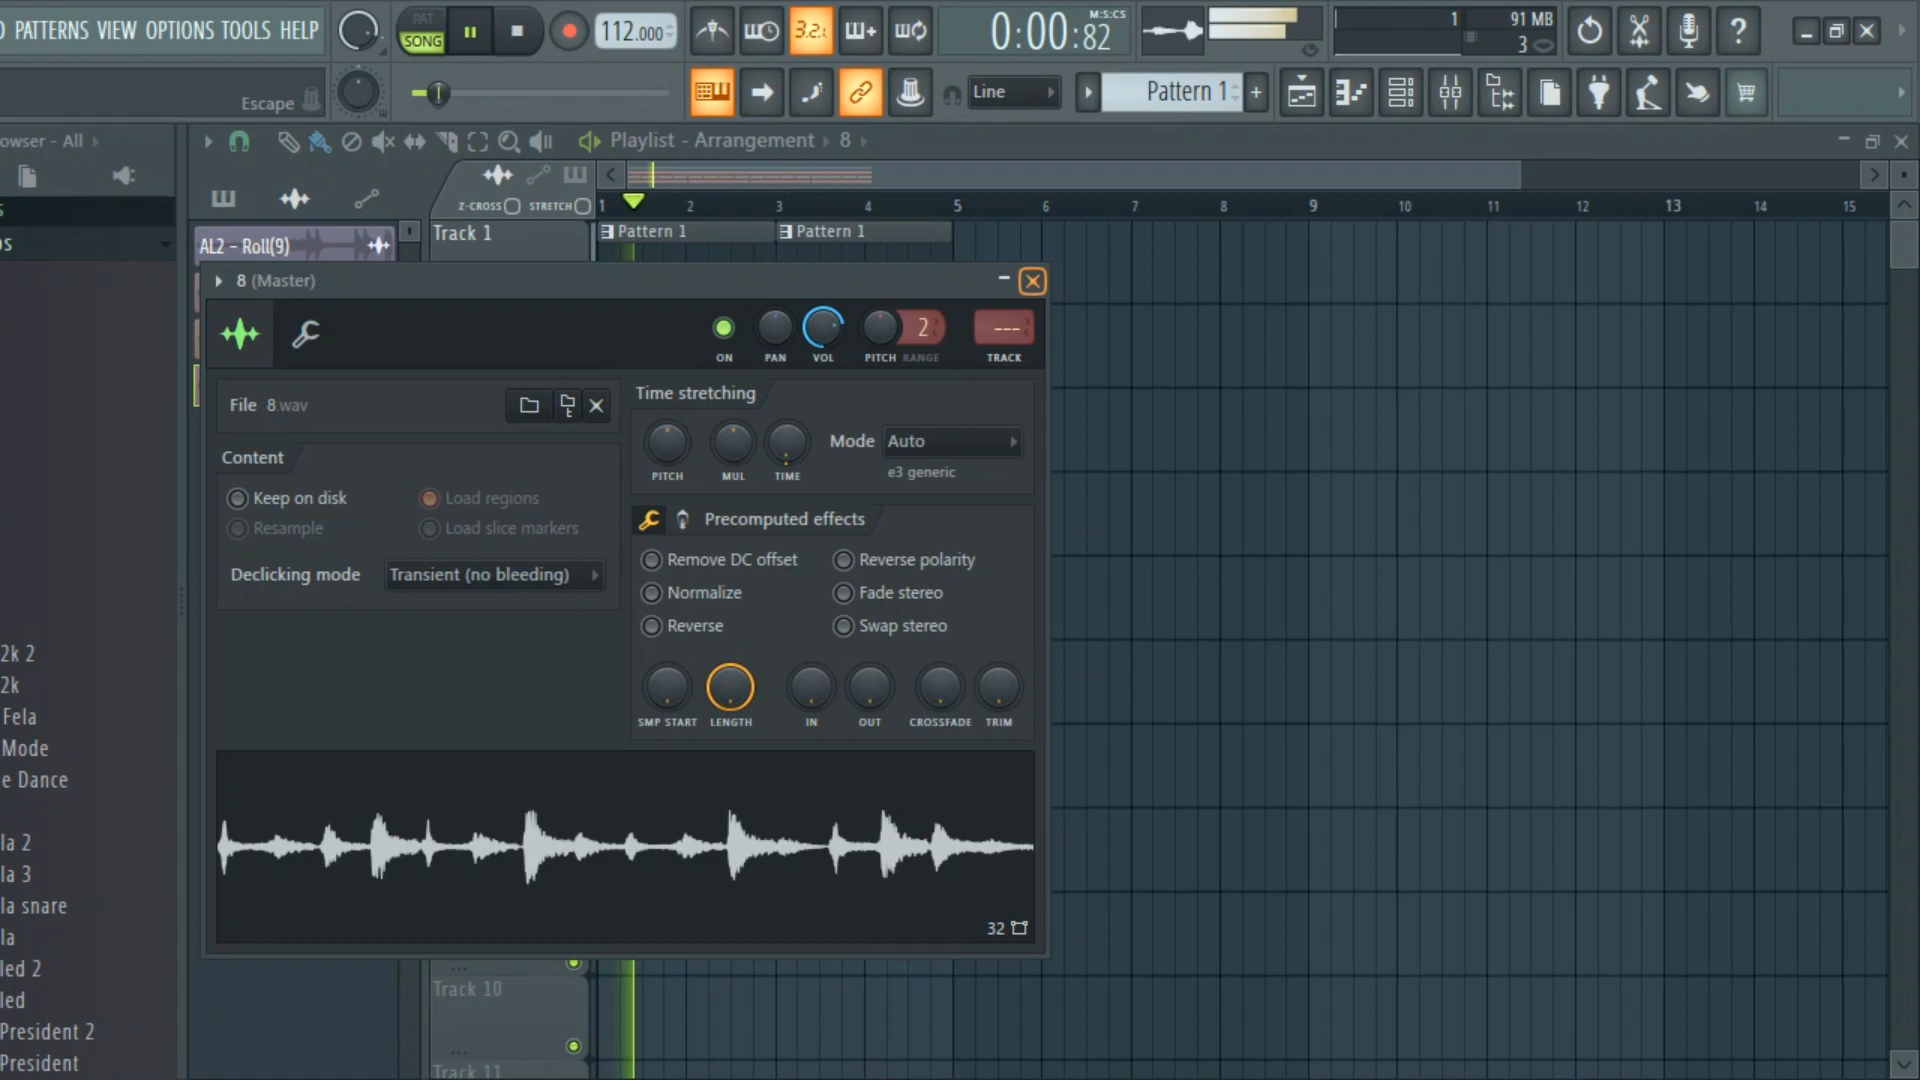 PATTERNS VIEW OPTIONS TOOLS HELP
PAT
SONG
112.000
3.2.
0:00:82
M:S:CS
1
91 MB
3
Escape
Line
Pattern 1
owser - All
Playlist - Arrangement
8
Z-CROSS
STRETCH
1 2 3 4 5 6 7 8 9 10 11 12 13 14 15
AL2 - Roll(9)
Track 1
Pattern 1
Pattern 1
8 (Master)
2
---
ON
PAN
VOL
PITCH
RANGE
TRACK
File 8.wav
Time stretching
Mode
Auto
PITCH
MUL
TIME
e3 generic
Content
Keep on disk
Load regions
Resample
Load slice markers
Declicking mode
Transient (no bleeding)
Precomputed effects
Remove DC offset
Reverse polarity
Normalize
Fade stereo
Reverse
Swap stereo
SMP START
LENGTH
IN
OUT
CROSSFADE
TRIM
32
2k 2
2k
Fela
Mode
e Dance
la 2
la 3
la snare
la
led 2
led
President 2
President
Track 10
Track 11